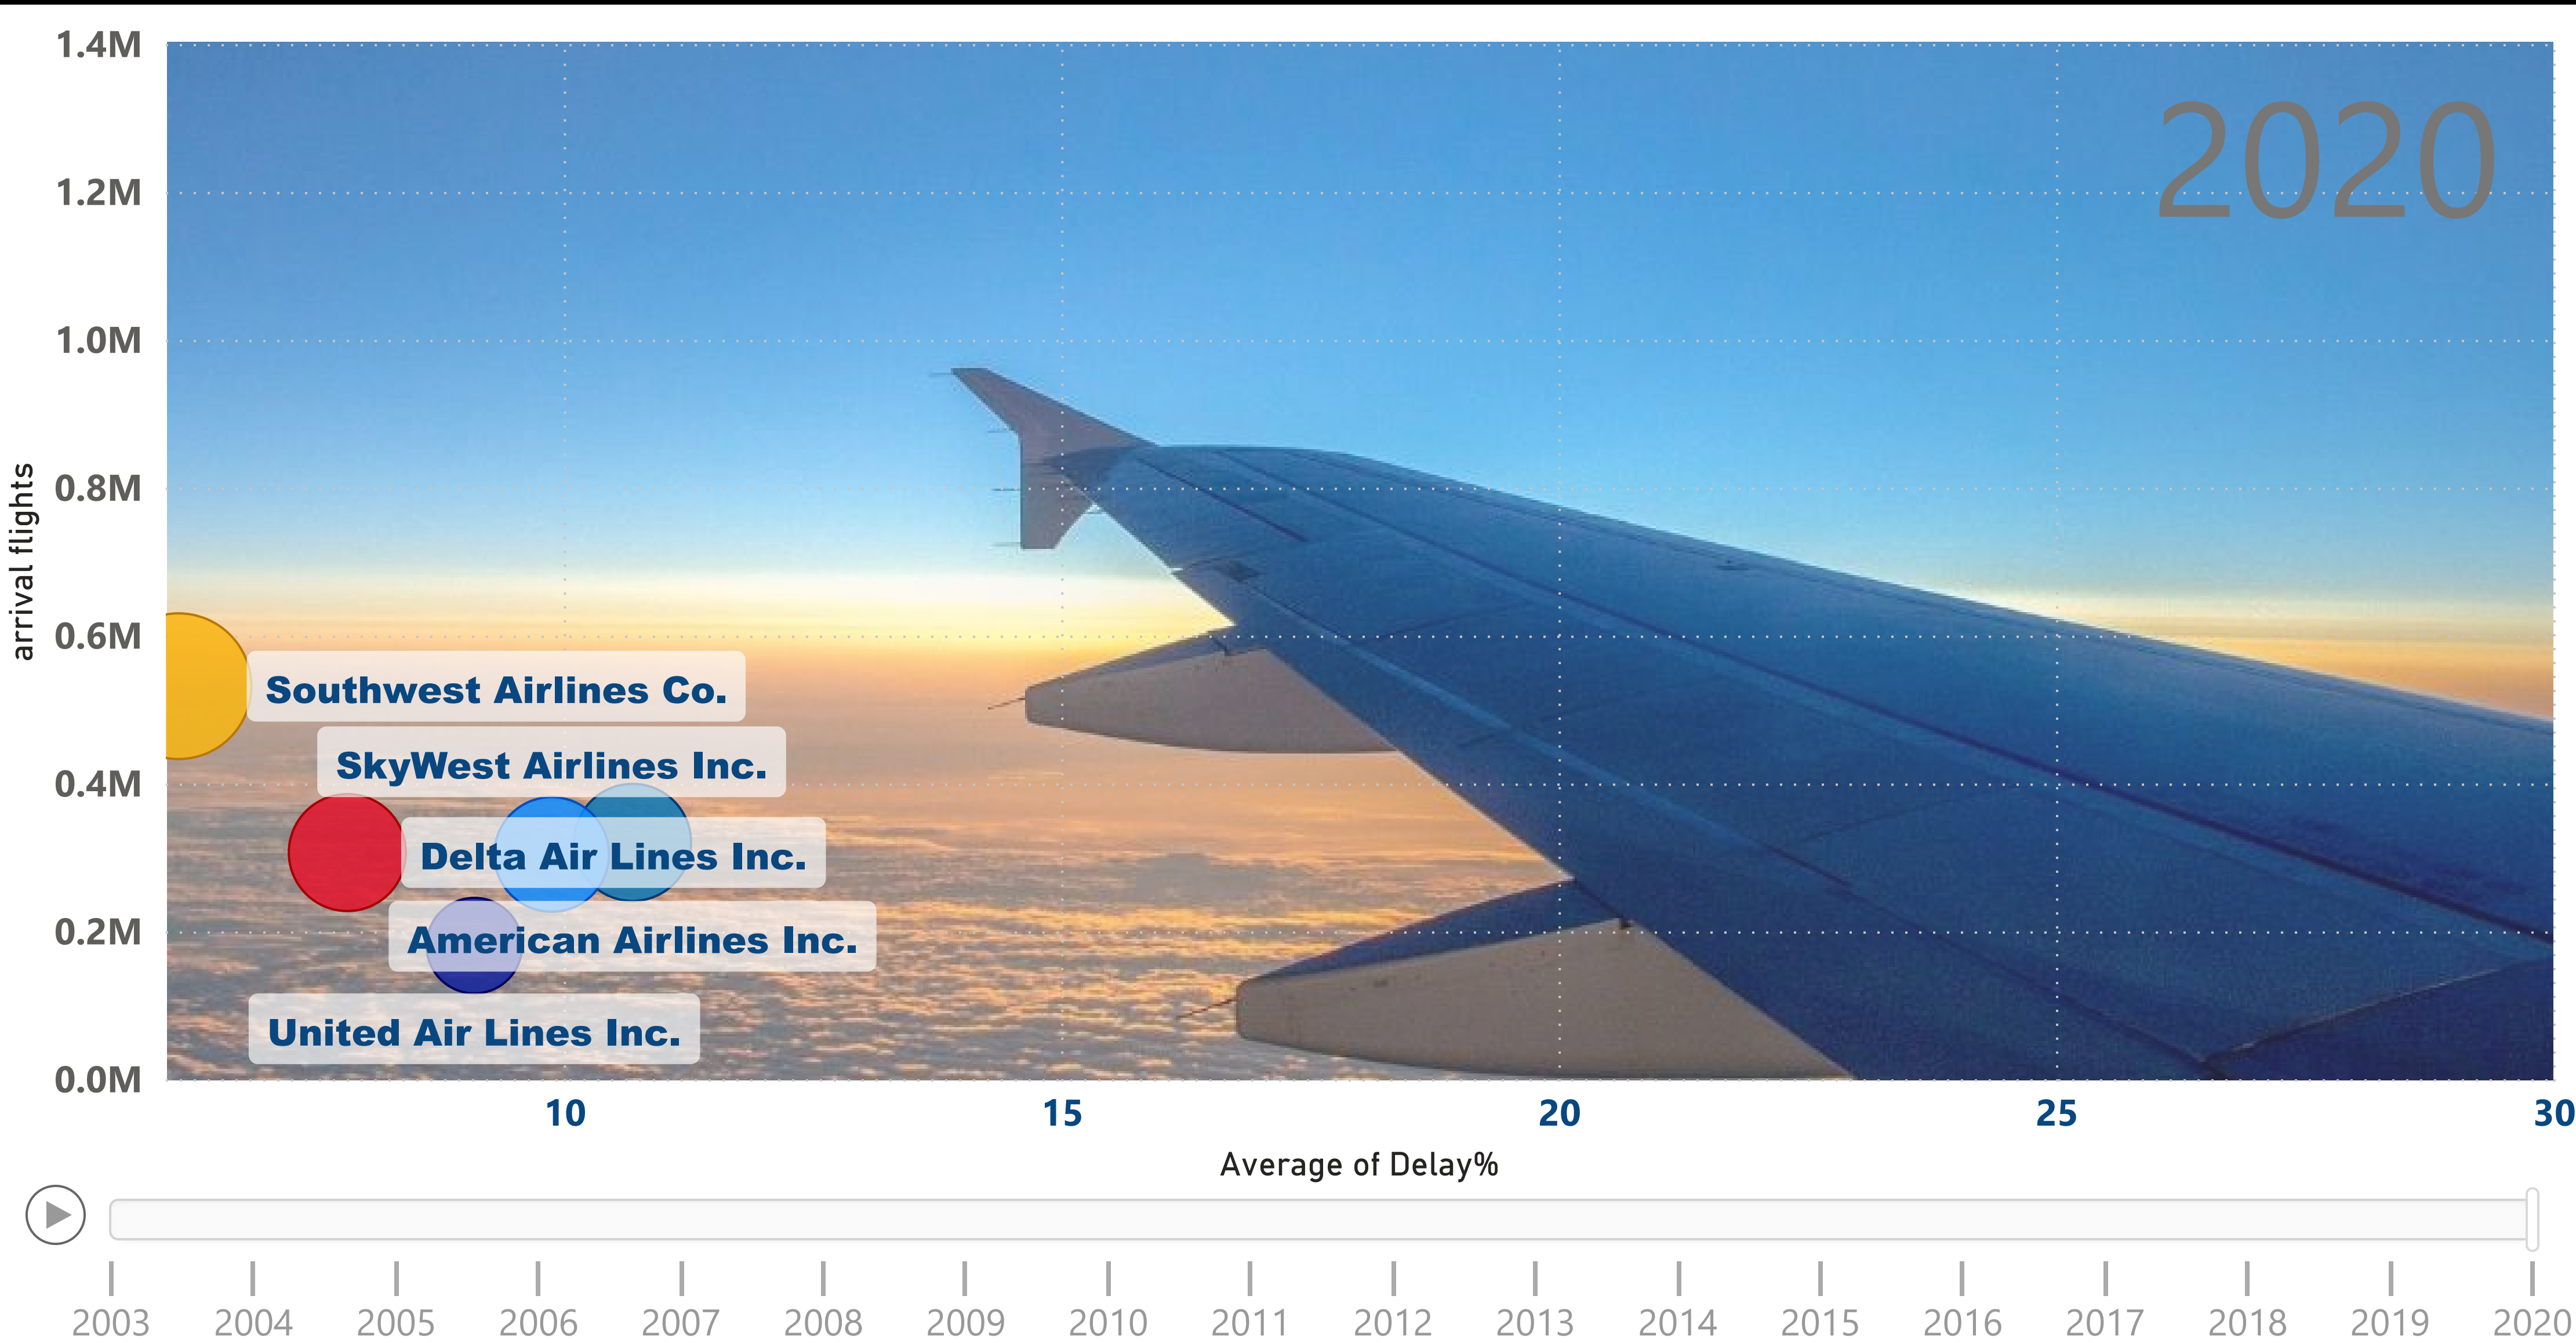 1.4M
1.2M
1.0M
0.8M
0.6M
0.4M
0.2M
0.0M
arrival flights
2020
Southwest Airlines Co.
SkyWest Airlines Inc.
Delta Air Lines Inc.
American Airlines Inc.
United Air Lines Inc.
10 15 20 25 30
Average of Delay%
2003 2004 2005 2006 2007 2008 2009 2010 2011 2012 2013 2014 2015 2016 2017 2018 2019 2020